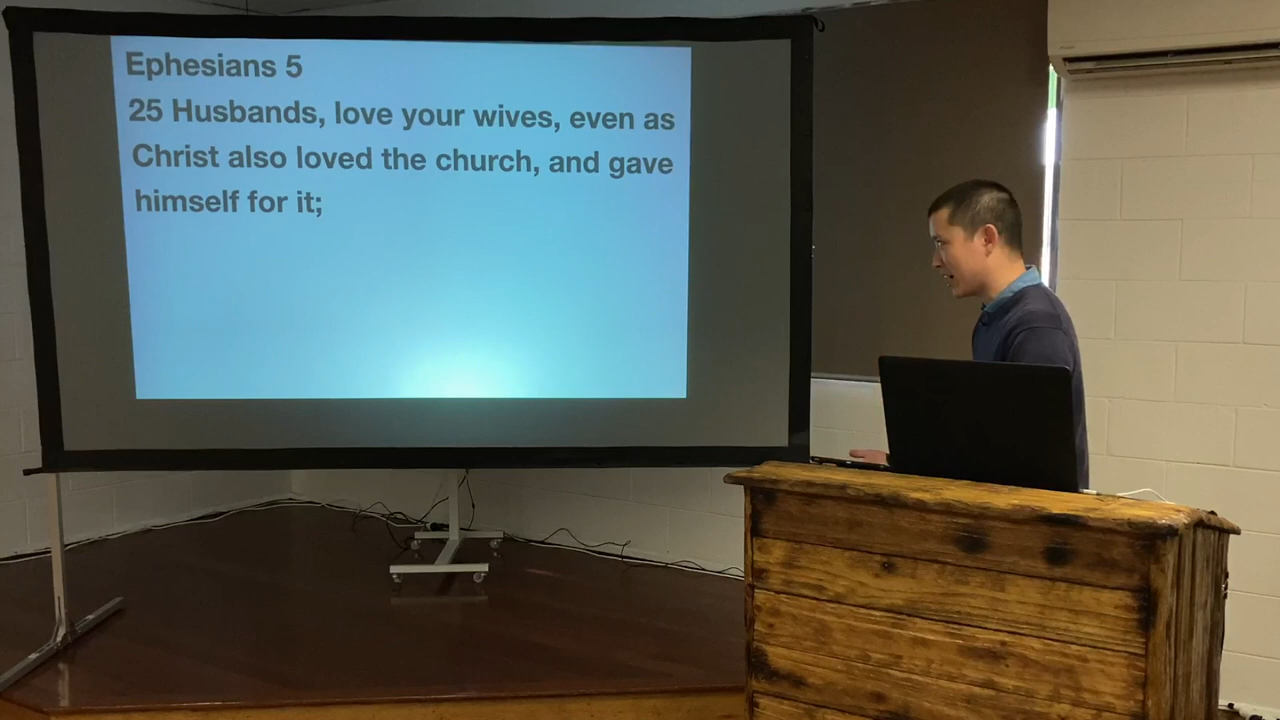 Ephesians 5
25 Husbands, love your wives, even as
Christ also loved the church, and gave
himself for it;